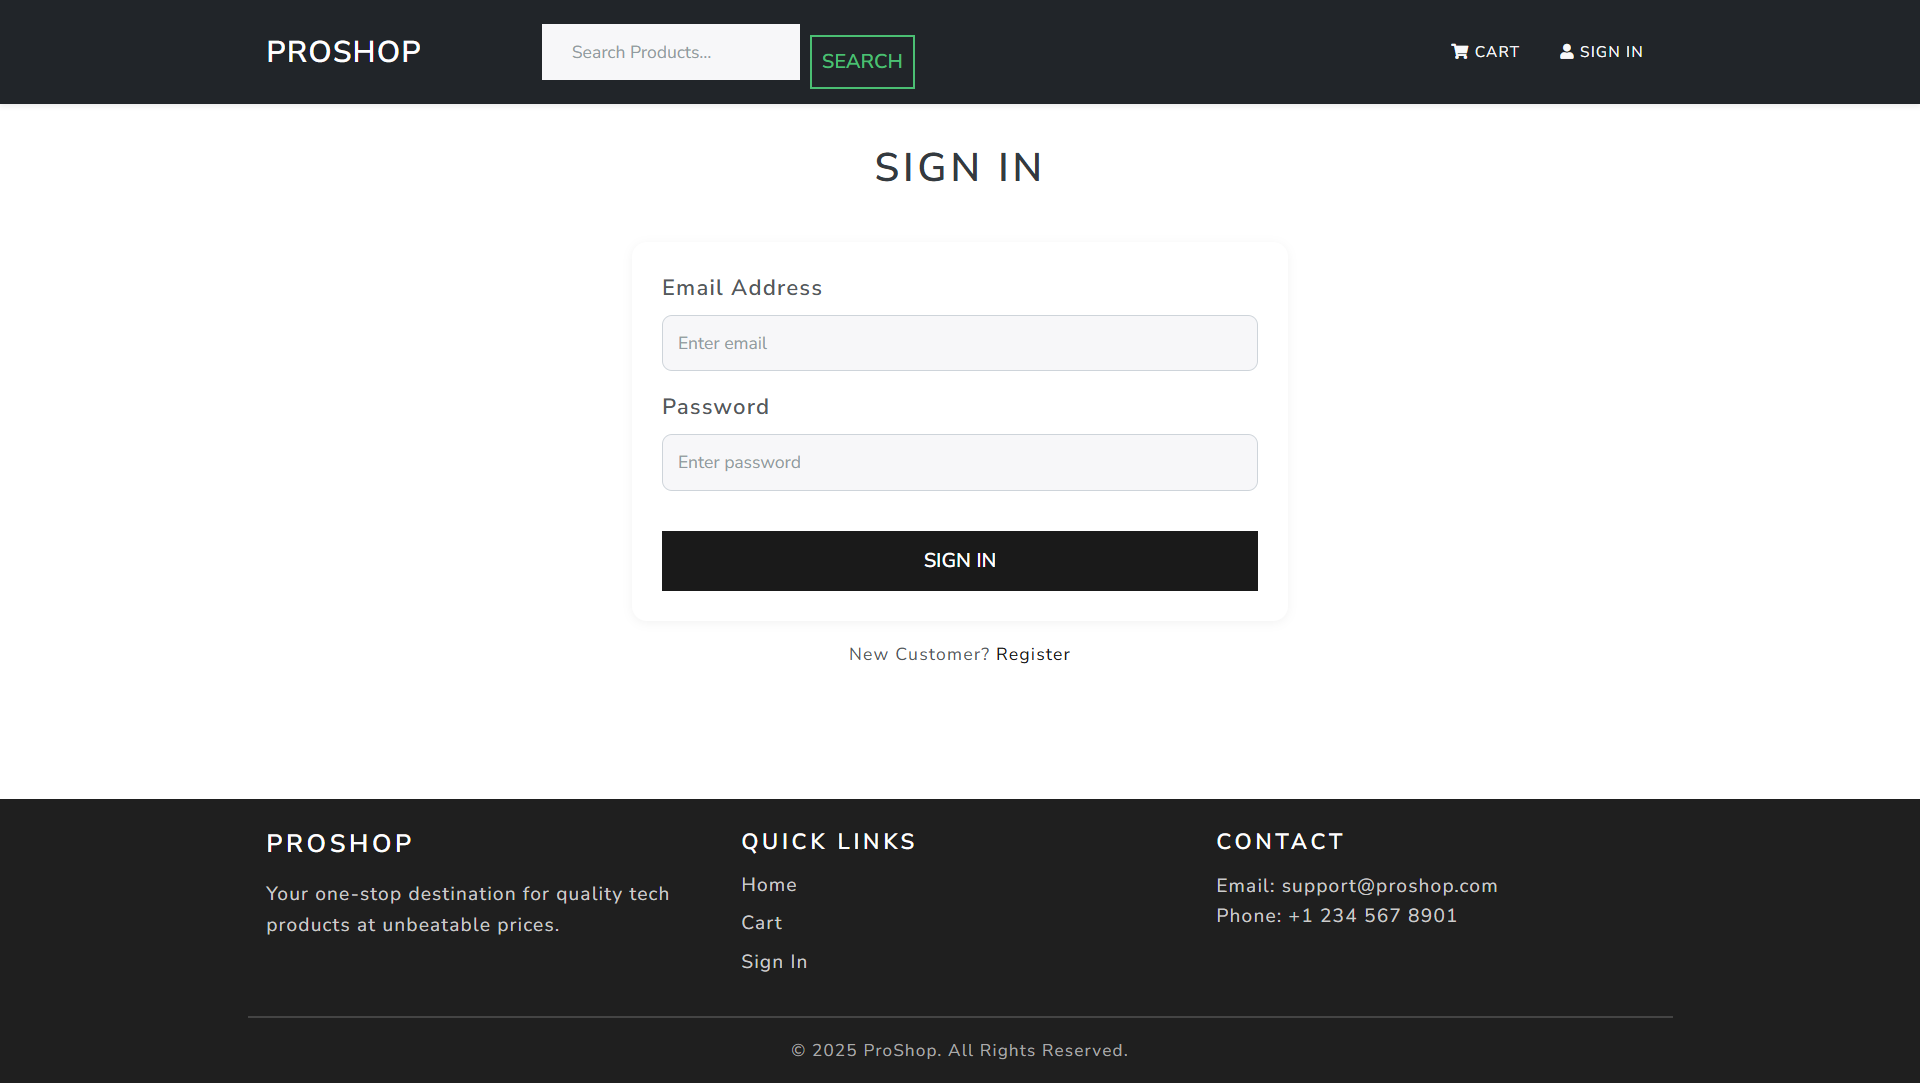 PROSHOP
Search Products...
SEARCH
CART
SIGN IN
SIGN IN
Email Address
Enter email
Password
Enter password
SIGN IN
New Customer? Register
PROSHOP
Your one-stop destination for quality tech
products at unbeatable prices.
QUICK LINKS
Home
Cart
Sign In
CONTACT
Email: support@proshop.com
Phone: +1 234 567 8901
© 2025 ProShop. All Rights Reserved.